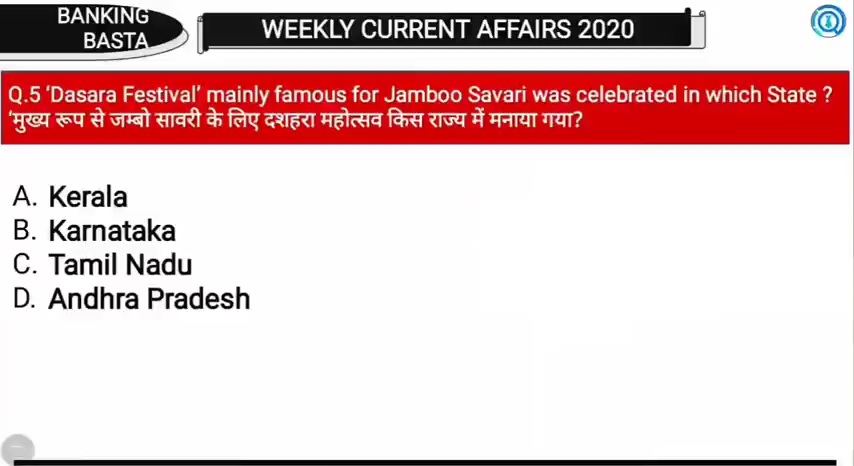 BANKING
BASTA
WEEKLY CURRENT AFFAIRS 2020
Q.5 ‘Dasara Festival’ mainly famous for Jamboo Savari was celebrated in which State ?
‘मुख्य रूप से जम्बो सावरी के लिए दशहरा महोत्सव किस राज्य में मनाया गया?
A. Kerala
B. Karnataka
C. Tamil Nadu
D. Andhra Pradesh